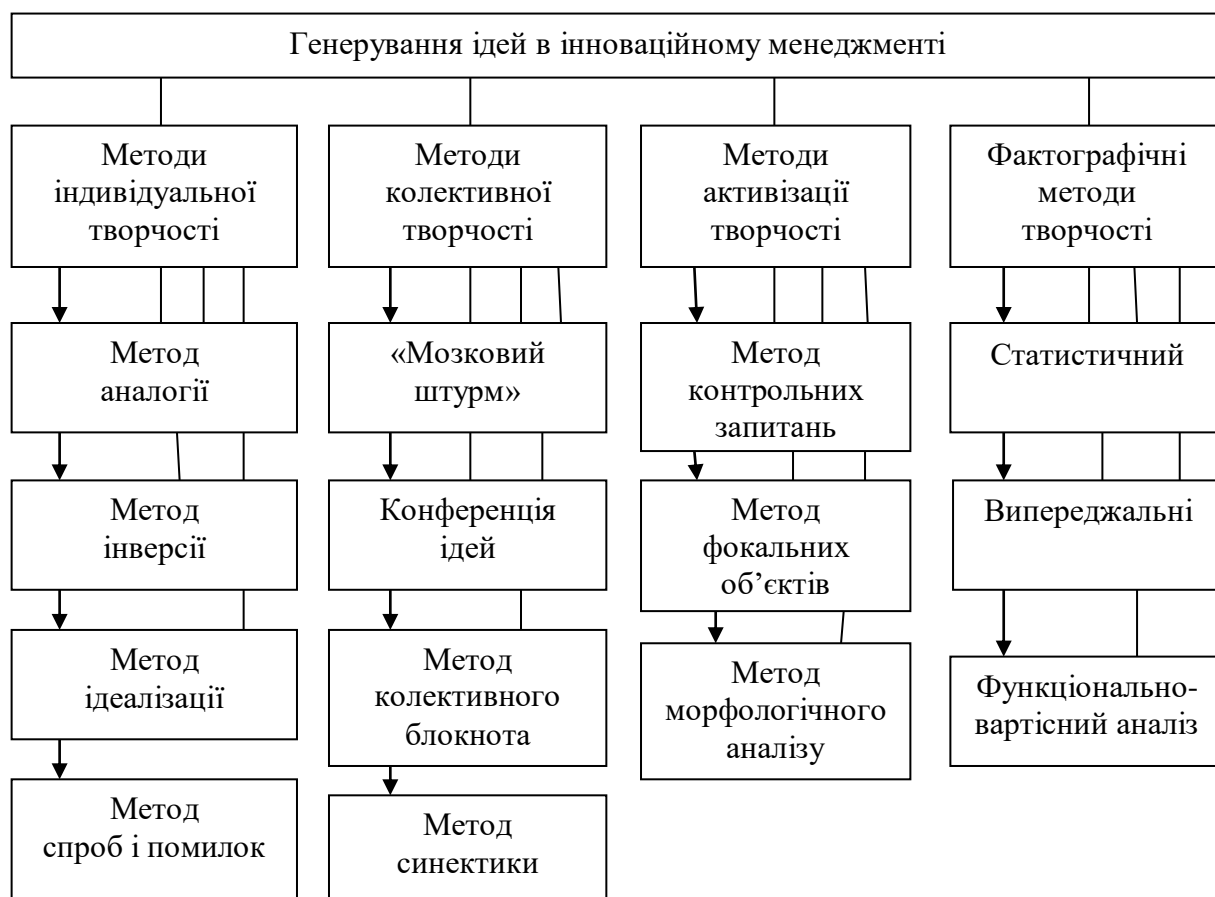 Генерування ідей в інноваційному менеджменті
Методи
індивідуальної
творчості
Методи
колективної
творчості
Методи
активізації
творчості
Фактографічні
методи
творчості
Метод
аналогії
«Мозковий
штурм»
Метод
контрольних
запитань
Статистичний
Метод
інверсії
Конференція
ідей
Метод
фокальних
об’єктів
Випереджальні
Метод
ідеалізації
Метод
колективного
блокнота
Метод
морфологічного
аналізу
Функціонально-
вартісний аналіз
Метод
спроб і помилок
Метод
синектики